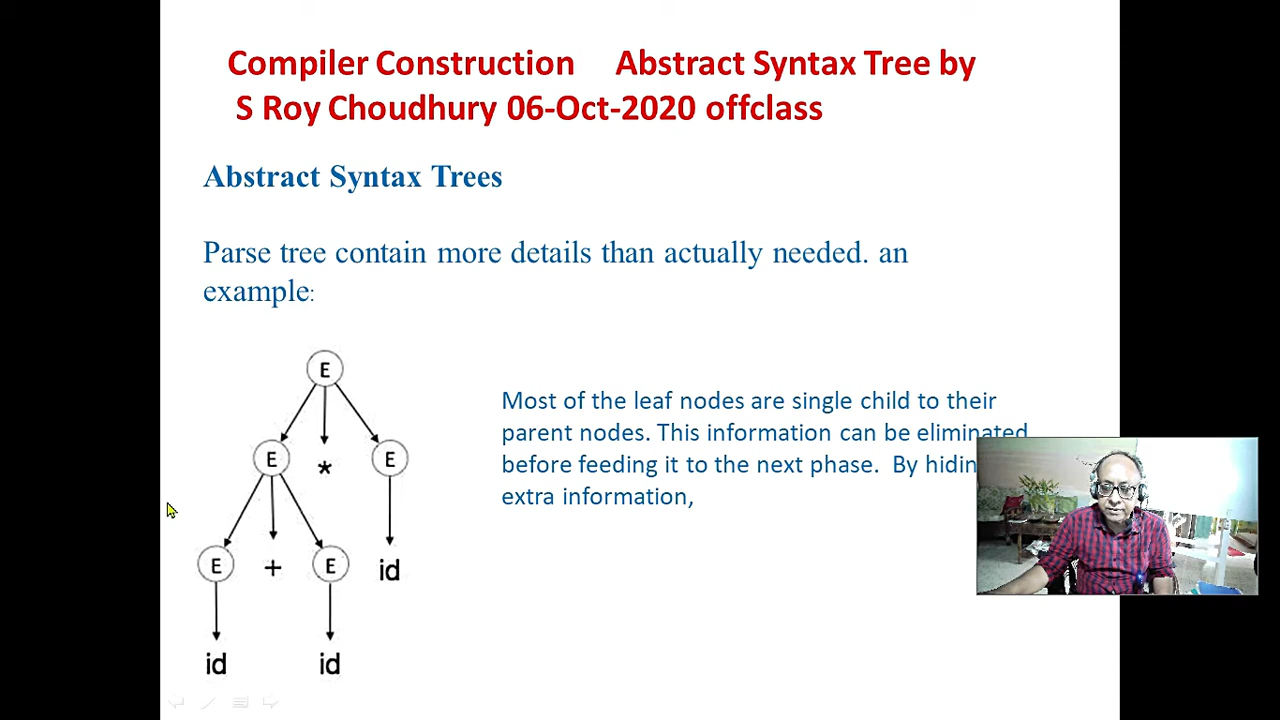 Compiler Construction Abstract Syntax Tree by
S Roy Choudhury 06-Oct-2020 offclass
Abstract Syntax Trees
Parse tree contain more details than actually needed. an
example:
E
E * E
E + E id
id id
Most of the leaf nodes are single child to their
parent nodes. This information can be eliminated
before feeding it to the next phase. By hidin
extra information,